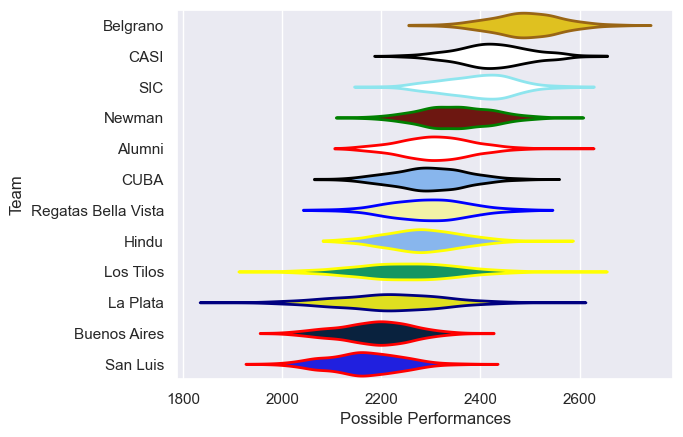 Belgrano
CASI
SIC
Newman
Alumni
CUBA
Regatas Bella Vista
Hindu
Los Tilos
La Plata
Buenos Aires
San Luis
Team
1800 2000 2200 2400 2600
Possible Performances